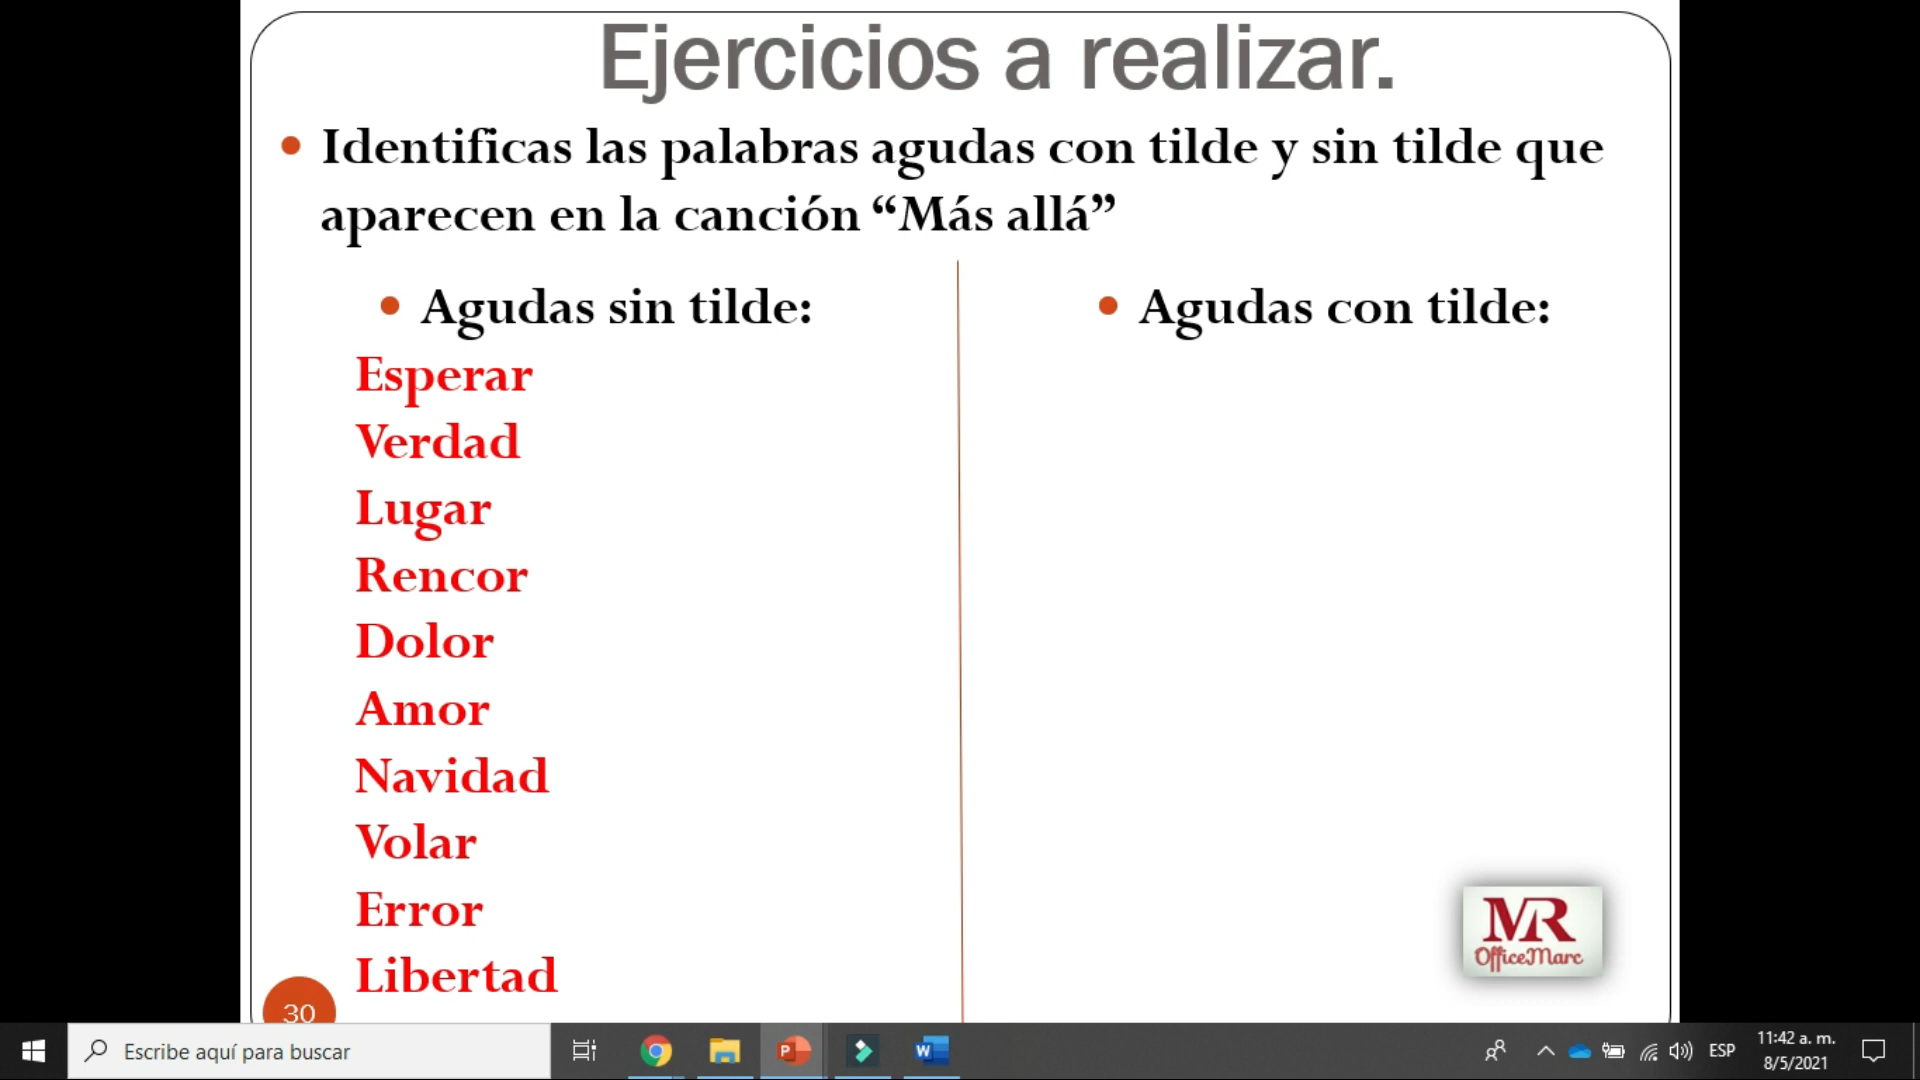 Ejercicios a realizar.
Identificas las palabras agudas con tilde y sin tilde que
aparecen en la canción “Más allá”
Agudas sin tilde:
Esperar
Verdad
Lugar
Rencor
Dolor
Amor
Navidad
Volar
Error
Libertad
Agudas con tilde:
MR
OfficeMarc
30
Escribe aquí para buscar
ESP
11:42 a. m.
8/5/2021